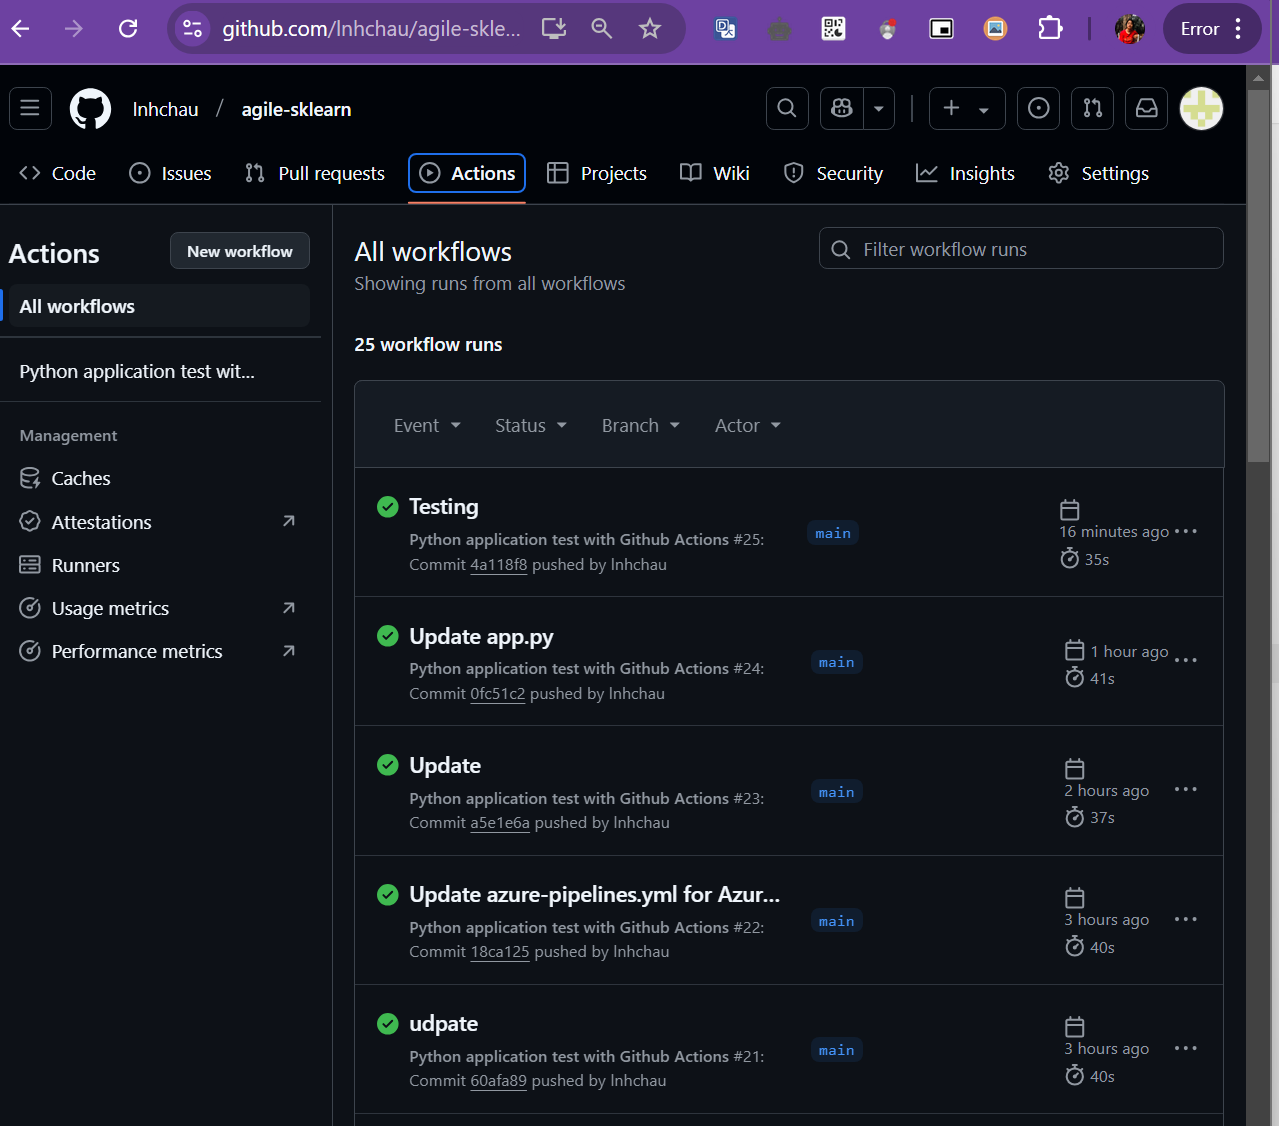 github.com/lnhchau/agile-skle...
Error
lnhchau / agile-sklearn
Code
Issues
Pull requests
Actions
Projects
Wiki
Security
Insights
Settings
Actions
New workflow
All workflows
Python application test wit...
Management
Caches
Attestations
Runners
Usage metrics
Performance metrics
All workflows
Showing runs from all workflows
Filter workflow runs
25 workflow runs
Event
Status
Branch
Actor
Testing
Python application test with Github Actions #25:
Commit 4a118f8 pushed by lnhchau
main
16 minutes ago
35s
Update app.py
Python application test with Github Actions #24:
Commit 0fc51c2 pushed by lnhchau
main
1 hour ago
41s
Update
Python application test with Github Actions #23:
Commit a5e1e6a pushed by lnhchau
main
2 hours ago
37s
Update azure-pipelines.yml for Azur...
Python application test with Github Actions #22:
Commit 18ca125 pushed by lnhchau
main
3 hours ago
40s
udpate
Python application test with Github Actions #21:
Commit 60afa89 pushed by lnhchau
main
3 hours ago
40s